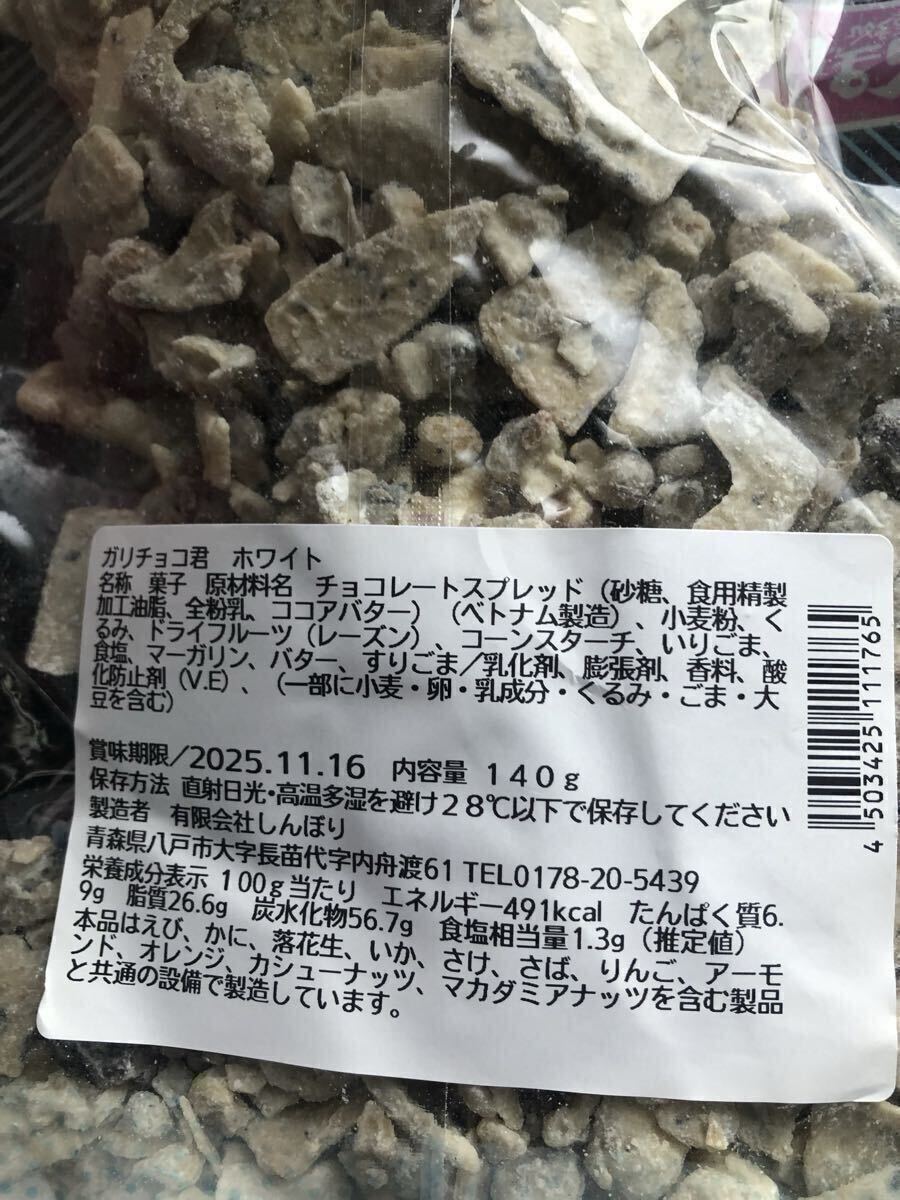 ガリチョコ君　ホワイト
名称　菓子　原材料名　チョコレートスプレッド（砂糖、食用精製
加工油脂、全粉乳、ココアバター）（ベトナム製造）、小麦粉、く
るみ、ドライフルーツ（レーズン）、コーンスターチ、いりごま、
食塩、マーガリン、バター、すりごま／乳化剤、膨張剤、香料、酸
化防止剤（V.E）、（一部に小麦・卵・乳成分・くるみ・ごま・大
豆を含む）
賞味期限／2025.11.16　内容量　１４０ｇ
保存方法　直射日光・高温多湿を避け２８℃以下で保存してください
製造者　有限会社しんぼり
青森県八戸市大字長苗代字内舟渡61 TEL0178-20-5439
栄養成分表示　１００ｇ当たり　エネルギー491kcal　たんぱく質6.
9g　脂質26.6g　炭水化物56.7g　食塩相当量1.3g（推定値）
本品はえび、かに、落花生、いか、さけ、さば、りんご、アーモ
ンド、オレンジ、カシューナッツ、マカダミアナッツを含む製品
と共通の設備で製造しています。
4 503425 111765